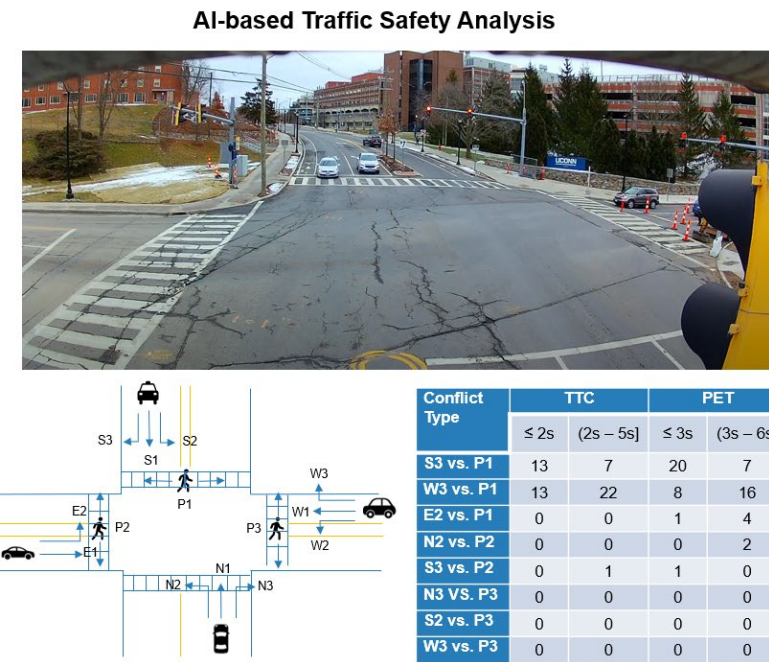 AI-based Traffic Safety Analysis
UCONN
S3
S2
S1
P1
W3
E2
P2
P3
W1
E1
W2
N1
N2
N3
Conflict Type TTC PET
≤ 2s (2s – 5s] ≤ 3s (3s – 6s
S3 vs. P1 13 7 20 7
W3 vs. P1 13 22 8 16
E2 vs. P1 0 0 1 4
N2 vs. P2 0 0 0 2
S3 vs. P2 0 1 1 0
N3 VS. P3 0 0 0 0
S2 vs. P3 0 0 0 0
W3 vs. P3 0 0 0 0